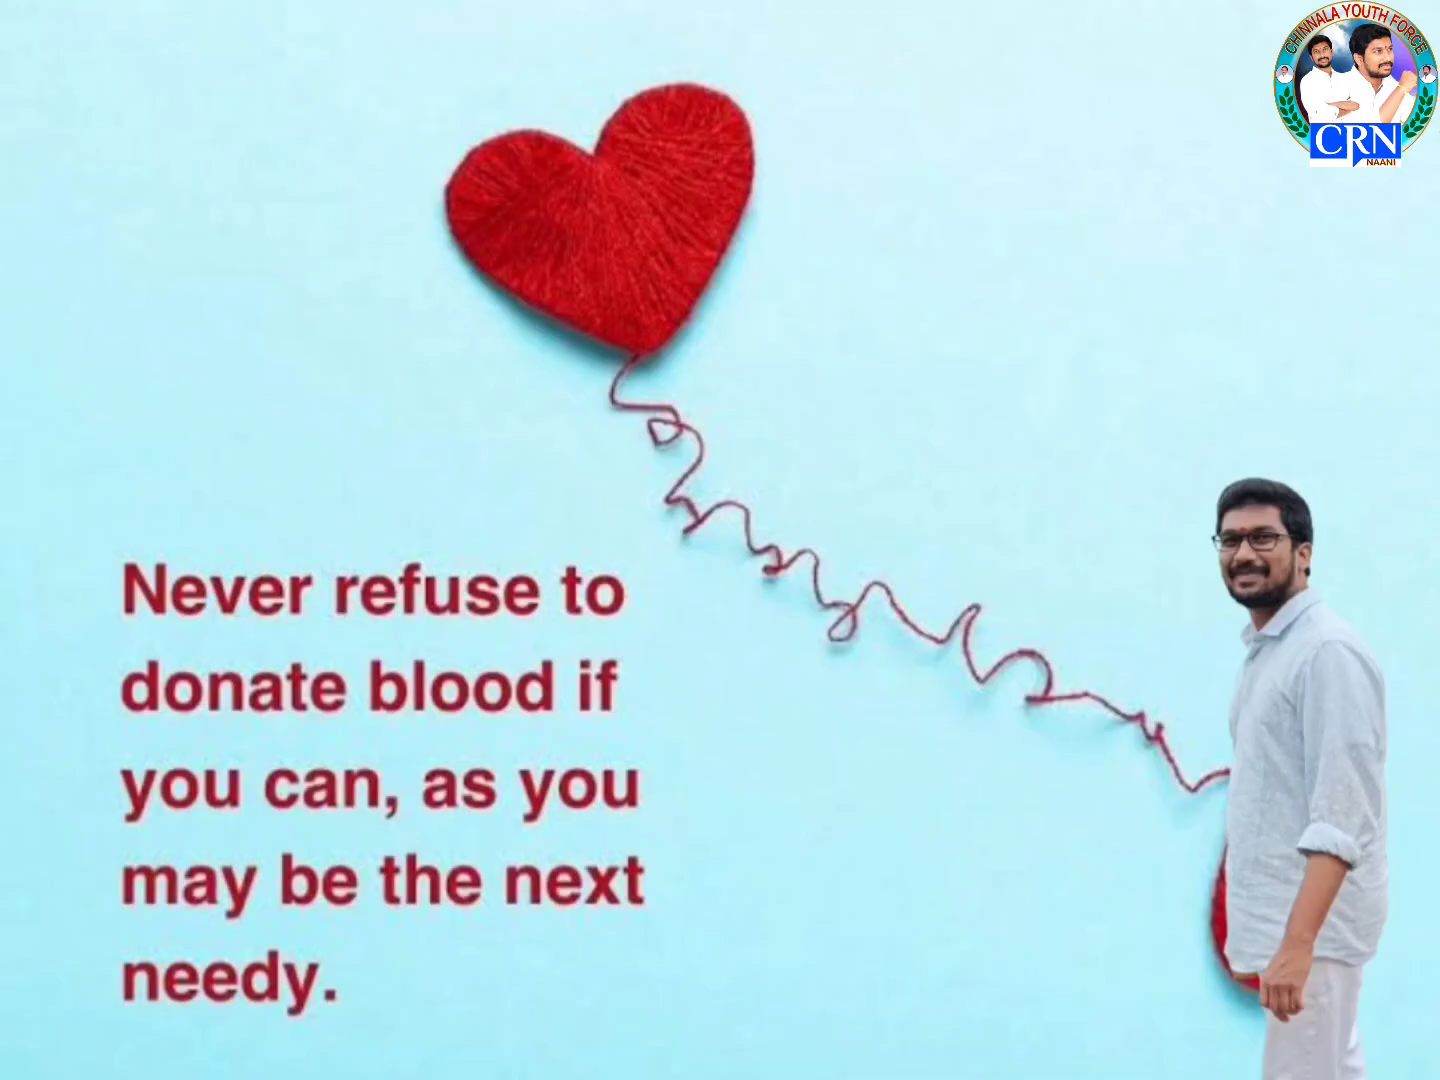 CHINNALA YOUTH FORCE
CRN
NAANI
Never refuse to
donate blood if
you can, as you
may be the next
needy.